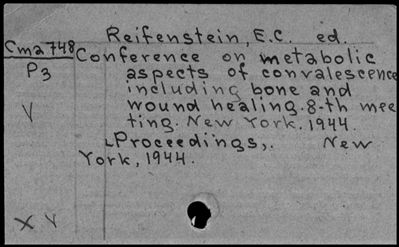 Reifenstein, E.C. ed.
Cma748 Conference on metabolic
P3 aspects of convalescence
including bone and
V wound healing. 8-th mee
ting. New York. 1944.
Proceedings,. New
York, 1944.
X V